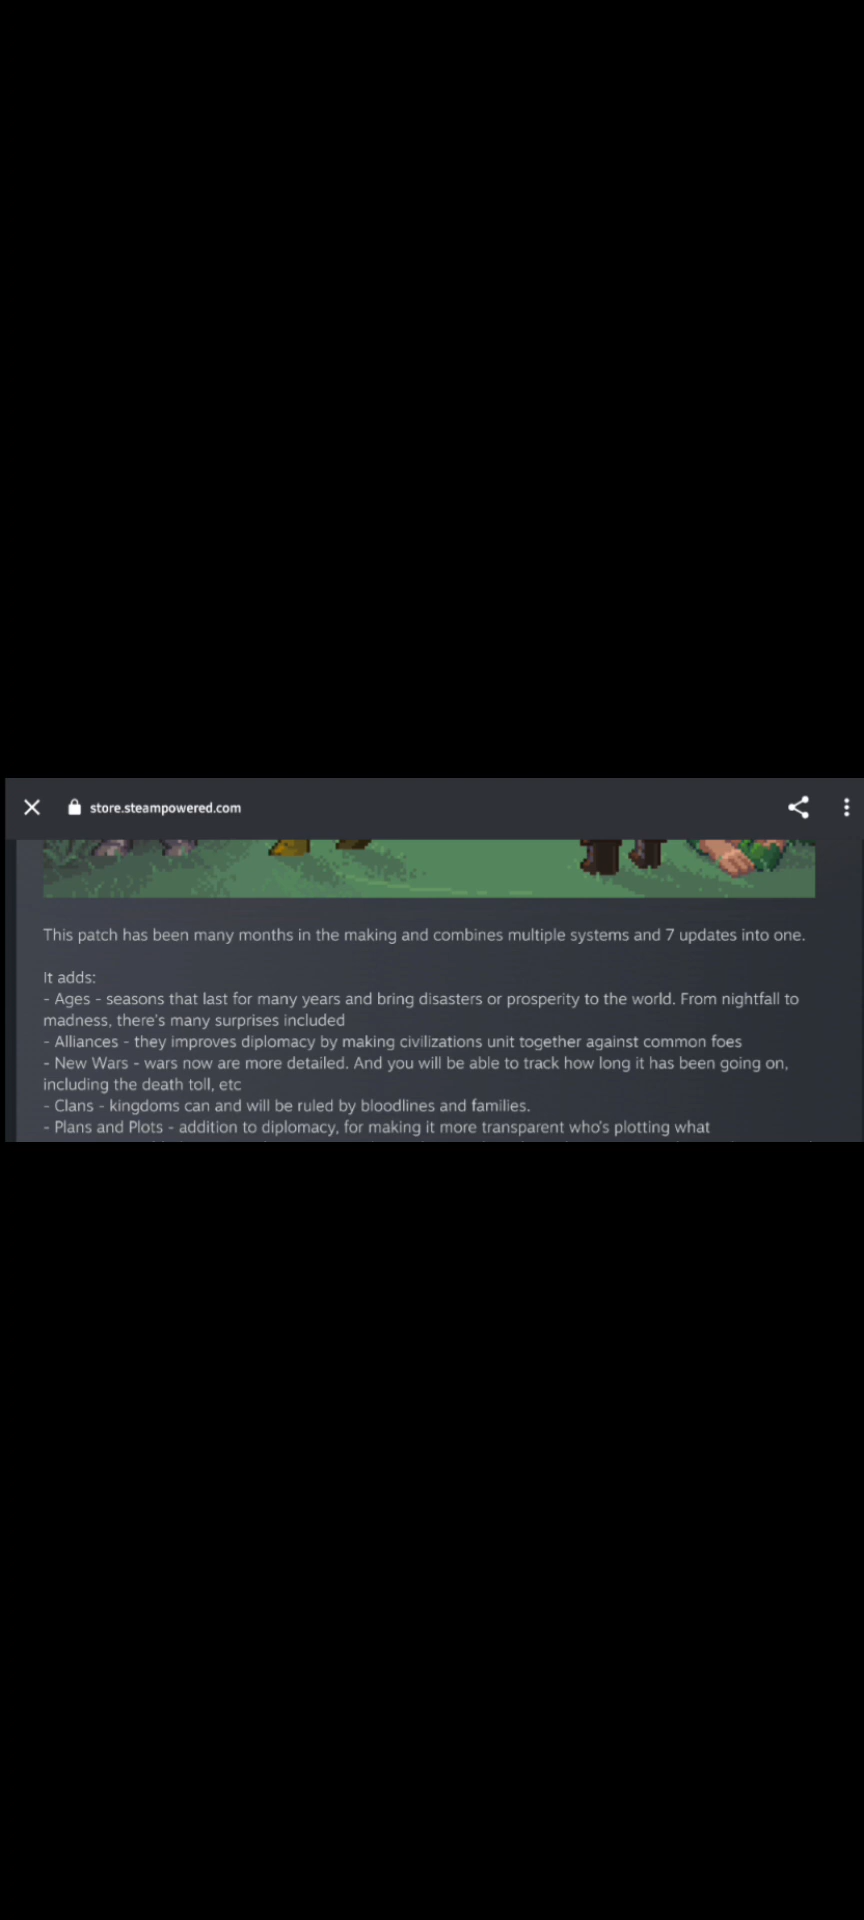 store.steampowered.com
This patch has been many months in the making and combines multiple systems and 7 updates into one.
It adds:
- Ages - seasons that last for many years and bring disasters or prosperity to the world. From nightfall to
madness, there's many surprises included
- Alliances - they improves diplomacy by making civilizations unit together against common foes
- New Wars - wars now are more detailed. And you will be able to track how long it has been going on,
including the death toll, etc
- Clans - kingdoms can and will be ruled by bloodlines and families.
- Plans and Plots - addition to diplomacy, for making it more transparent who's plotting what